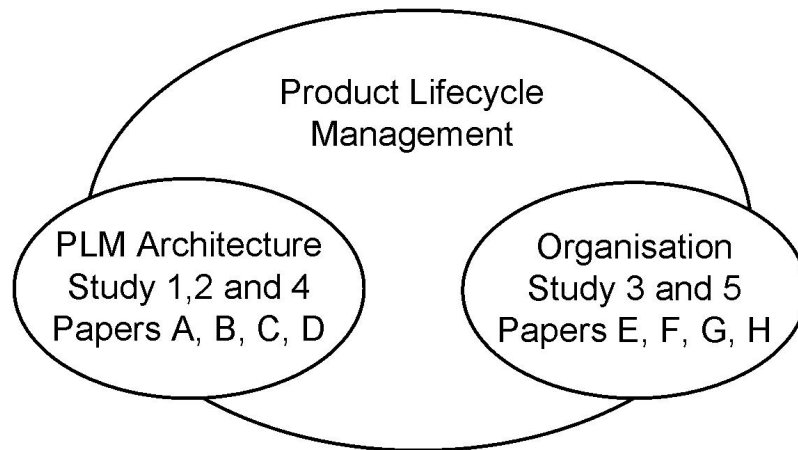 Product Lifecycle
Management
PLM Architecture
Study 1,2 and 4
Papers A, B, C, D
Organisation
Study 3 and 5
Papers E, F, G, H